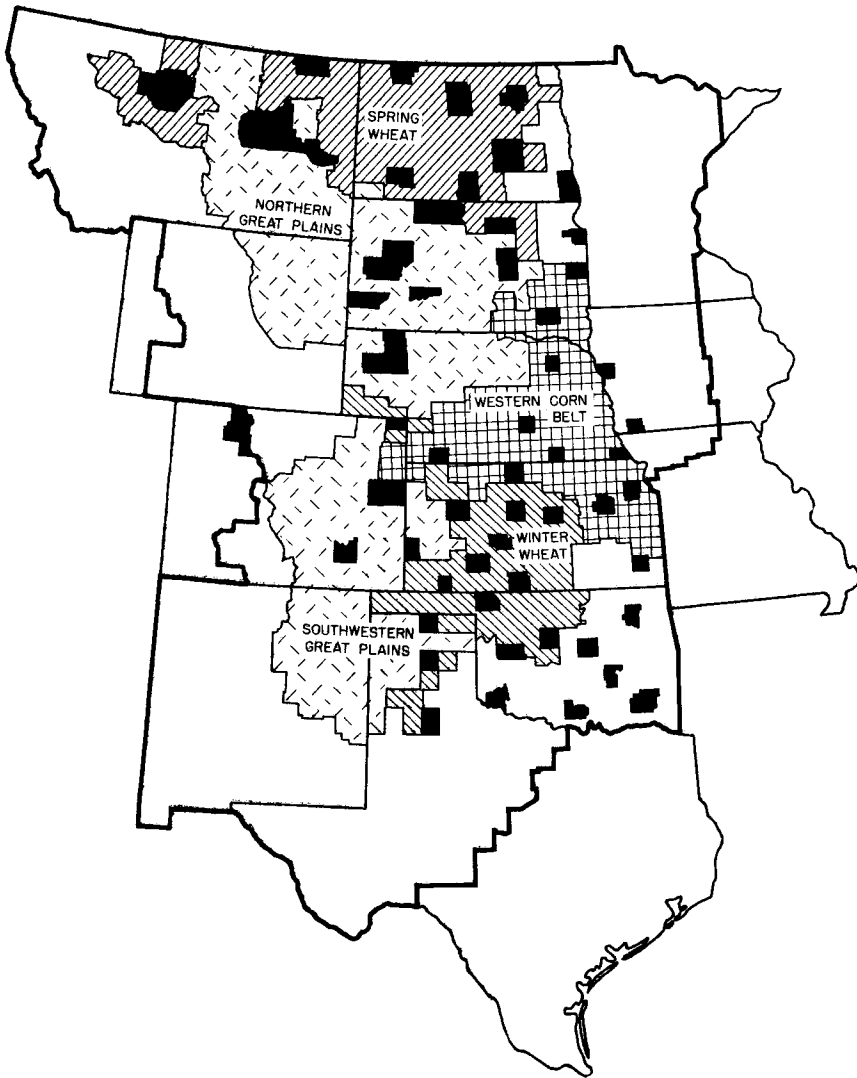 SPRING
WHEAT
NORTHERN
GREAT PLAINS
WESTERN CORN
BELT
WINTER
WHEAT
SOUTHWESTERN
GREAT PLAINS